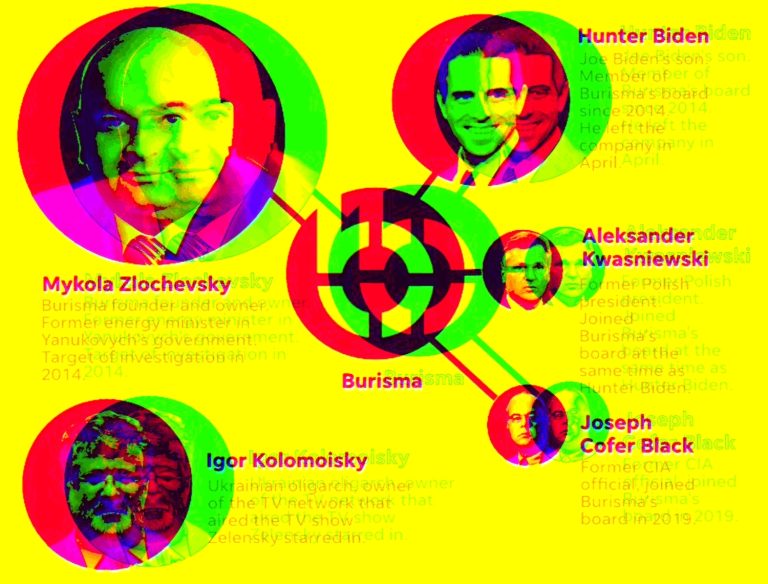 Hunter Biden
Joe Biden's son.
Member of
Burisma's board
since 2014.
He left the
company in
April.
Aleksander
Kwasniewski
Former Polish
president.
Joined
Burisma's
board at the
same time as
Hunter Biden.
Mykola Zlochevsky
Burisma founder and owner.
Former energy minister in
Yanukovich's government.
Target of investigation in
2014.
Burisma
Joseph
Cofer Black
Former CIA
official, joined
Burisma's
board in 2019.
Igor Kolomoisky
Ukrainian oligarch, owner
of the TV network that
aired the TV show
Zelensky starred in.